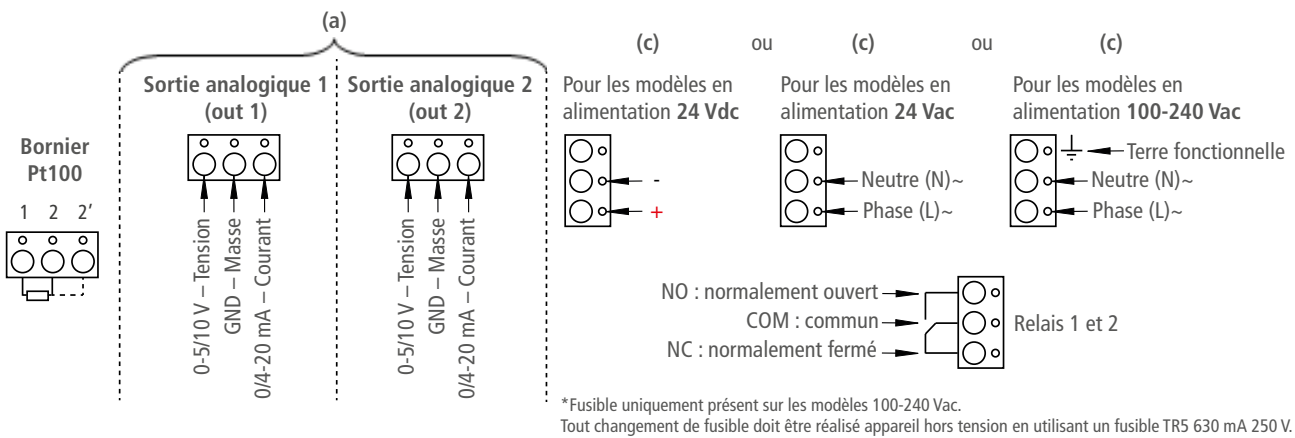 (a)
Sortie analogique 1
(out 1)
Sortie analogique 2
(out 2)
Bornier
Pt100
1 2 2’
0-5/10 V – Tension
GND – Masse
0/4-20 mA – Courant
0-5/10 V – Tension
GND – Masse
0/4-20 mA – Courant
(c) ou (c) ou (c)
Pour les modèles en
alimentation 24 Vdc
-
+
Pour les modèles en
alimentation 24 Vac
Neutre (N)~
Phase (L)~
Pour les modèles en
alimentation 100-240 Vac
Terre fonctionnelle
Neutre (N)~
Phase (L)~
NO : normalement ouvert
COM : commun
NC : normalement fermé
Relais 1 et 2
*Fusible uniquement présent sur les modèles 100-240 Vac.
Tout changement de fusible doit être réalisé appareil hors tension en utilisant un fusible TR5 630 mA 250 V.